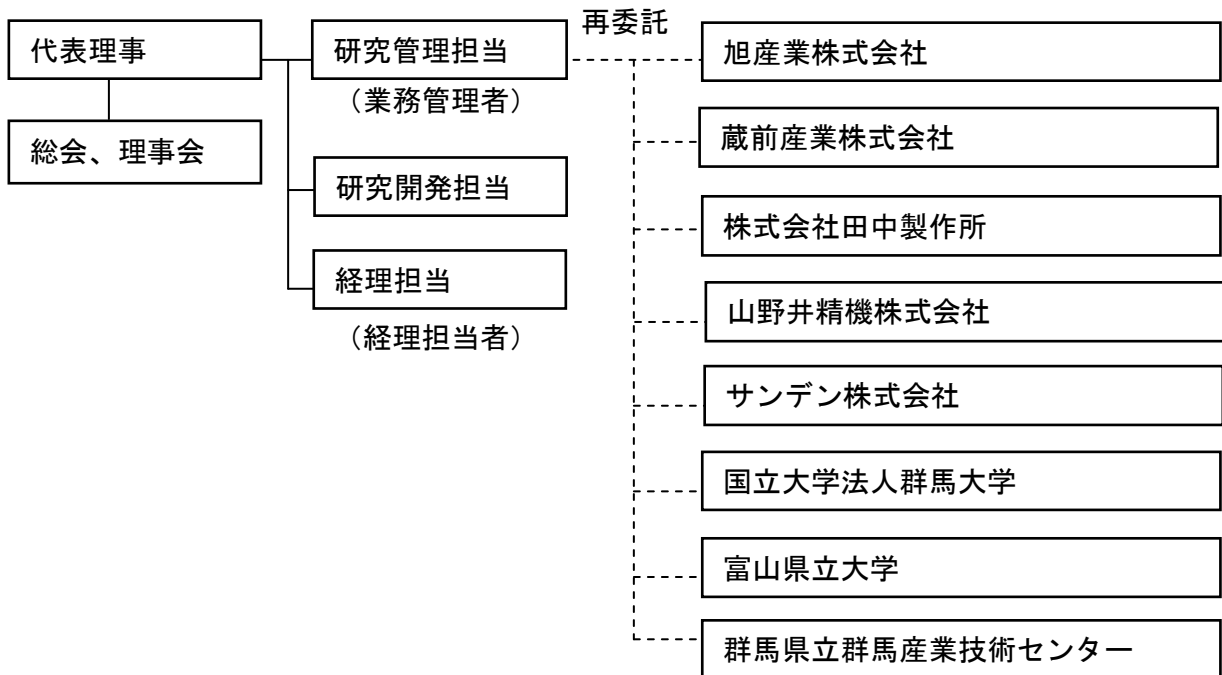 再委託
代表理事
総会、理事会
研究管理担当
（業務管理者）
研究開発担当
経理担当
（経理担当者）
旭産業株式会社
蔵前産業株式会社
株式会社田中製作所
山野井精機株式会社
サンデン株式会社
国立大学法人群馬大学
富山県立大学
群馬県立群馬産業技術センター